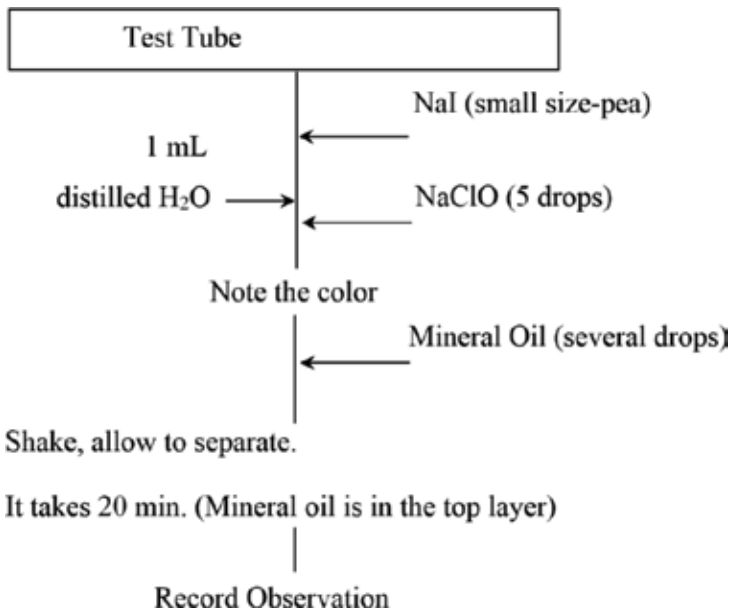 Test Tube
NaI (small size-pea)
1 mL
distilled H₂O
NaClO (5 drops)
Note the color
Mineral Oil (several drops)
Shake, allow to separate.
It takes 20 min. (Mineral oil is in the top layer)
Record Observation